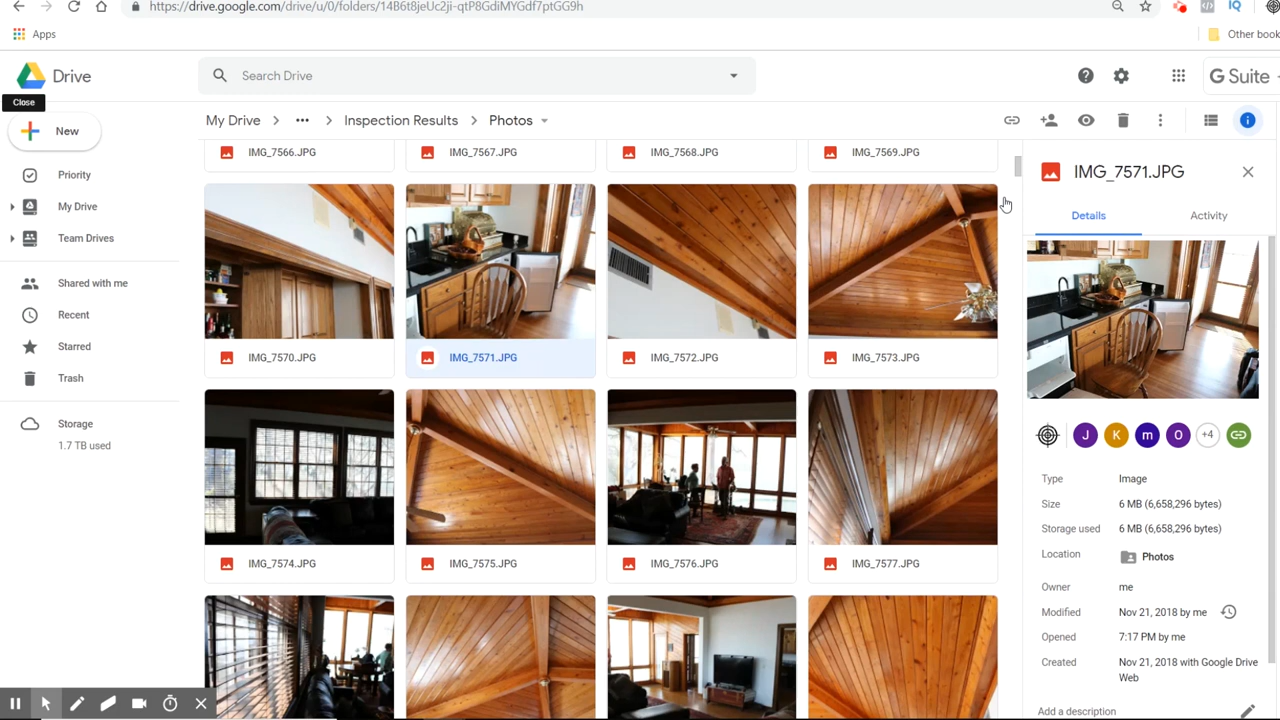 https://drive.google.com/drive/u/0/folders/14B6t8jeUc2ji-qtP8GdiMYGdf7ptGG9h
Apps
Other book
Drive
Search Drive
G Suite
Close
New
My Drive
•••
Inspection Results
Photos
Priority
My Drive
Team Drives
Shared with me
Recent
Starred
Trash
Storage
1.7 TB used
IMG_7566.JPG
IMG_7567.JPG
IMG_7568.JPG
IMG_7569.JPG
IMG_7570.JPG
IMG_7571.JPG
IMG_7572.JPG
IMG_7573.JPG
IMG_7574.JPG
IMG_7575.JPG
IMG_7576.JPG
IMG_7577.JPG
IMG_7571.JPG
Details
Activity
J K m O +4
Type Image
Size 6 MB (6,658,296 bytes)
Storage used 6 MB (6,658,296 bytes)
Location Photos
Owner me
Modified Nov 21, 2018 by me
Opened 7:17 PM by me
Created Nov 21, 2018 with Google Drive
Web
Add a description